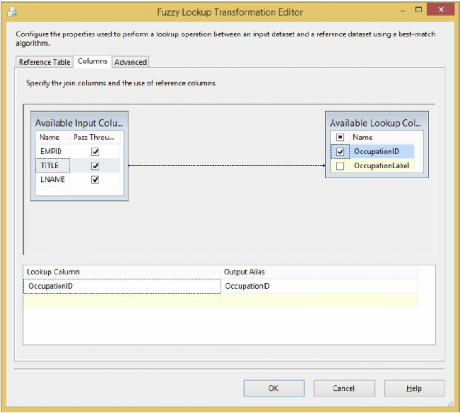 Fuzzy Lookup Transformation Editor
Configure the properties used to perform a lookup operation between an input dataset and a reference dataset using a best-match
algorithm.
Reference Table Columns Advanced
Specify the join columns and the use of reference columns.
Available Input Colu...
Name Pass Throu...
EMPID
TITLE
LNAME
Available Lookup Col...
Name
OccupationID
OccupationLabel
Lookup Column Output Alias
OccupationID OccupationID
OK Cancel Help